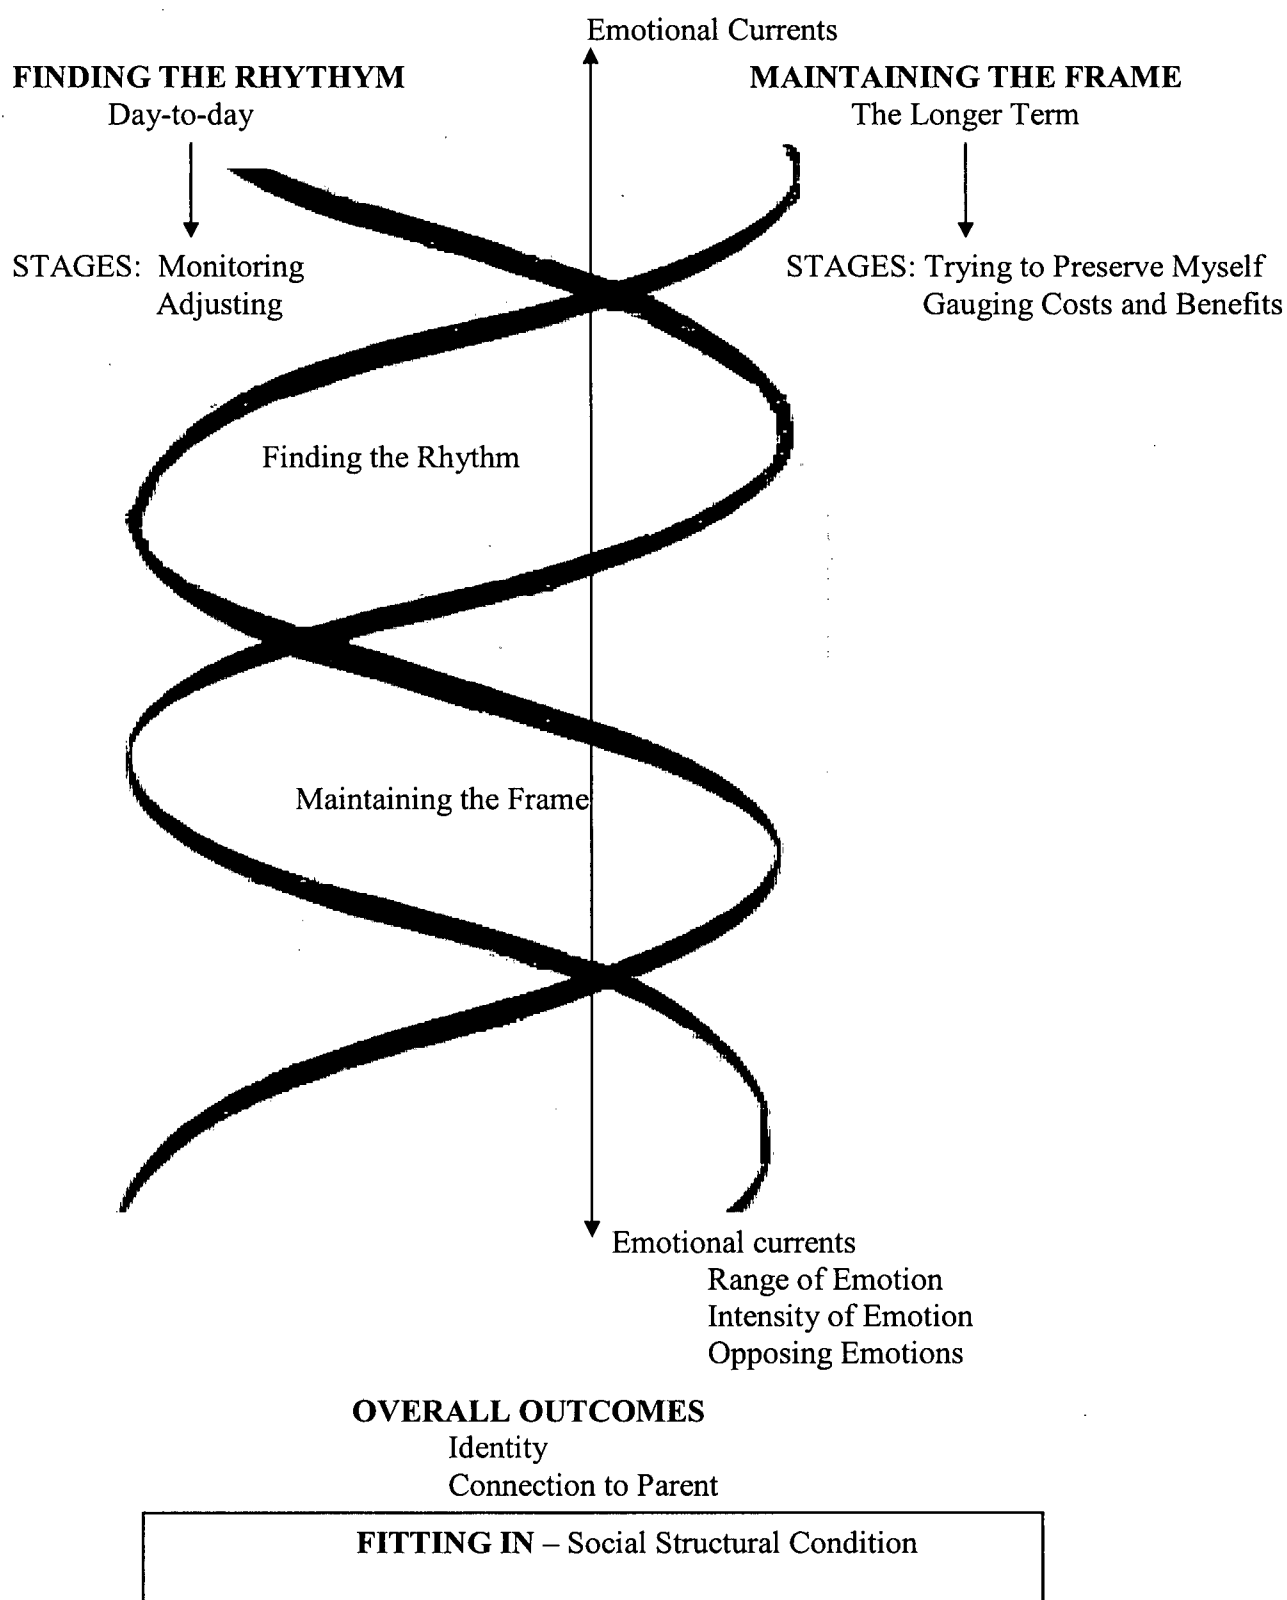 Emotional Currents
FINDING THE RHYTHYM
Day-to-day
MAINTAINING THE FRAME
The Longer Term
STAGES: Monitoring
Adjusting
STAGES: Trying to Preserve Myself
Gauging Costs and Benefits
Finding the Rhythm
Maintaining the Frame
Emotional currents
Range of Emotion
Intensity of Emotion
Opposing Emotions
OVERALL OUTCOMES
Identity
Connection to Parent
FITTING IN – Social Structural Condition